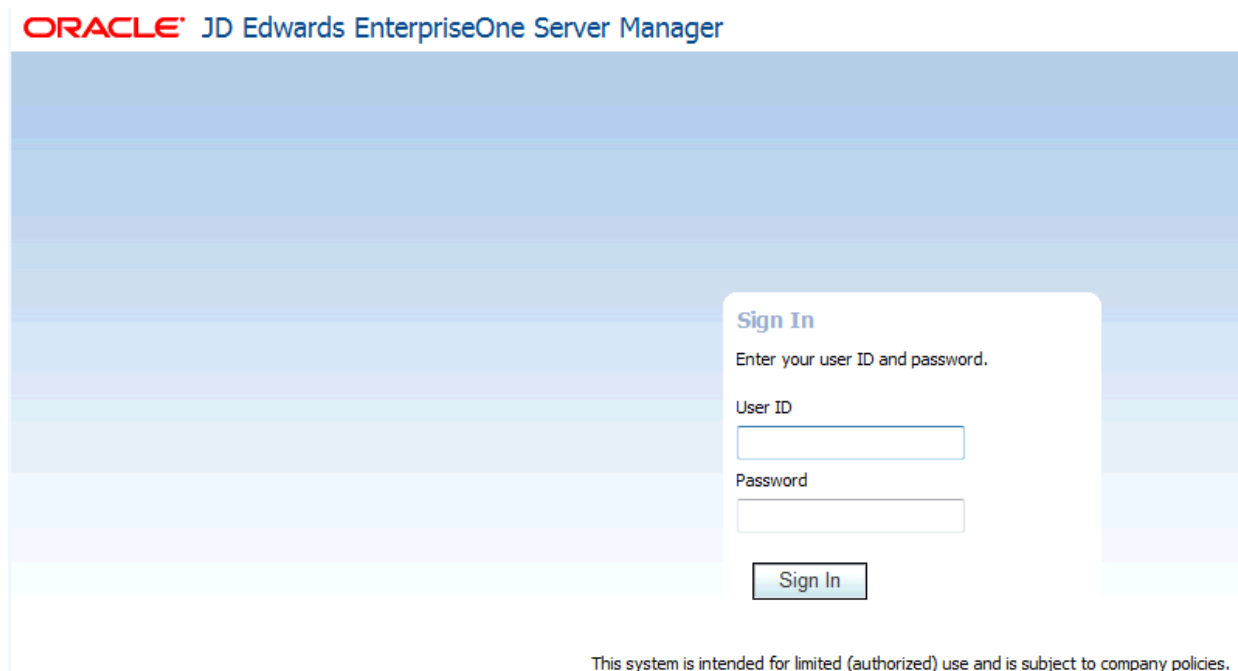 ORACLE JD Edwards EnterpriseOne Server Manager
Sign In
Enter your user ID and password.
User ID
Password
Sign In
This system is intended for limited (authorized) use and is subject to company policies.